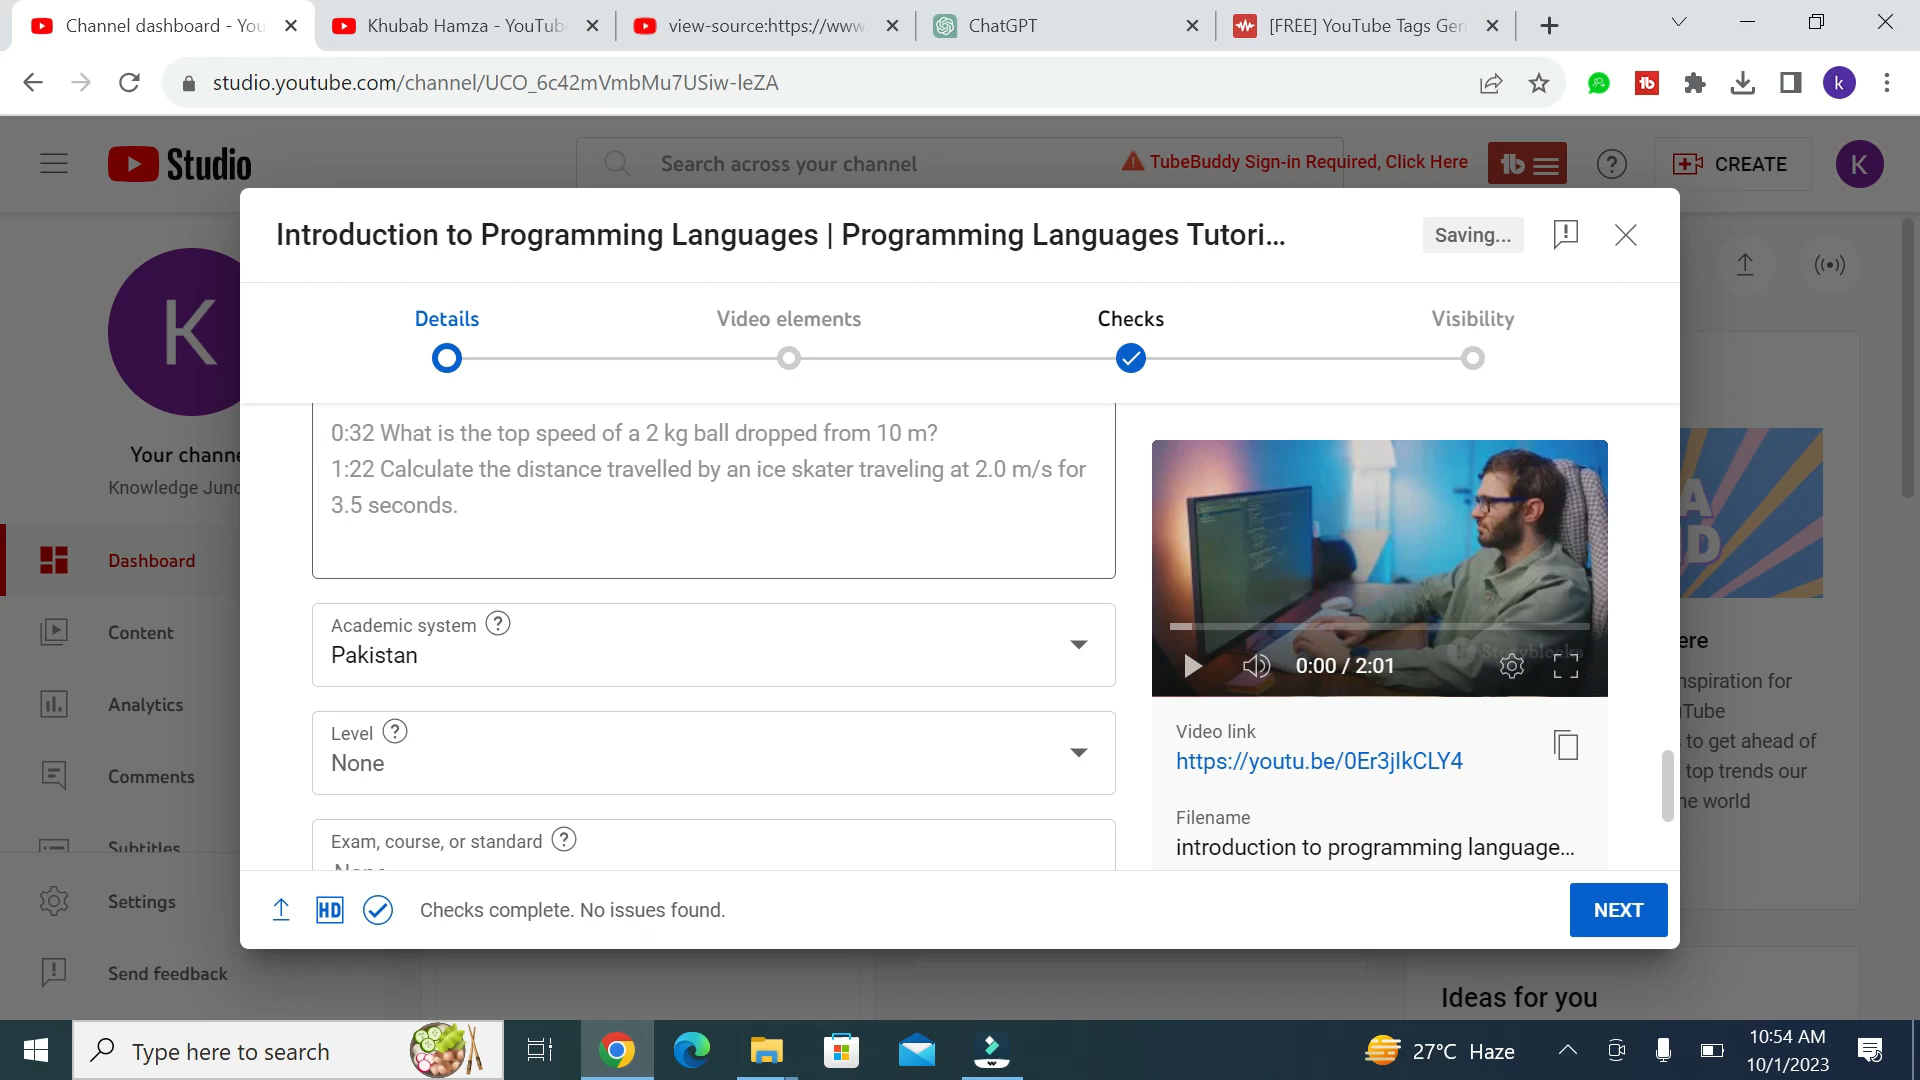 Channel dashboard - You
Khubab Hamza - YouTub
view-source:https://www
ChatGPT
[FREE] YouTube Tags Gen
studio.youtube.com/channel/UCO_6c42mVmbMu7USiw-leZA
k
Studio
Search across your channel
TubeBuddy Sign-in Required, Click Here
CREATE
K
Introduction to Programming Languages | Programming Languages Tutori...
Saving...
Details
Video elements
Checks
Visibility
K
Your channe
Knowledge Junc
Dashboard
Content
Analytics
Comments
Subtitles
Settings
Send feedback
0:32 What is the top speed of a 2 kg ball dropped from 10 m?
1:22 Calculate the distance travelled by an ice skater traveling at 2.0 m/s for
3.5 seconds.
Academic system
Pakistan
Level
None
Exam, course, or standard
None
Storyblocks
0:00 / 2:01
Video link
https://youtu.be/0Er3jIkCLY4
Filename
introduction to programming language...
A
D
ere
nspiration for
Tube
to get ahead of
top trends our
he world
HD
Checks complete. No issues found.
NEXT
Ideas for you
Type here to search
27°C Haze
10:54 AM
10/1/2023